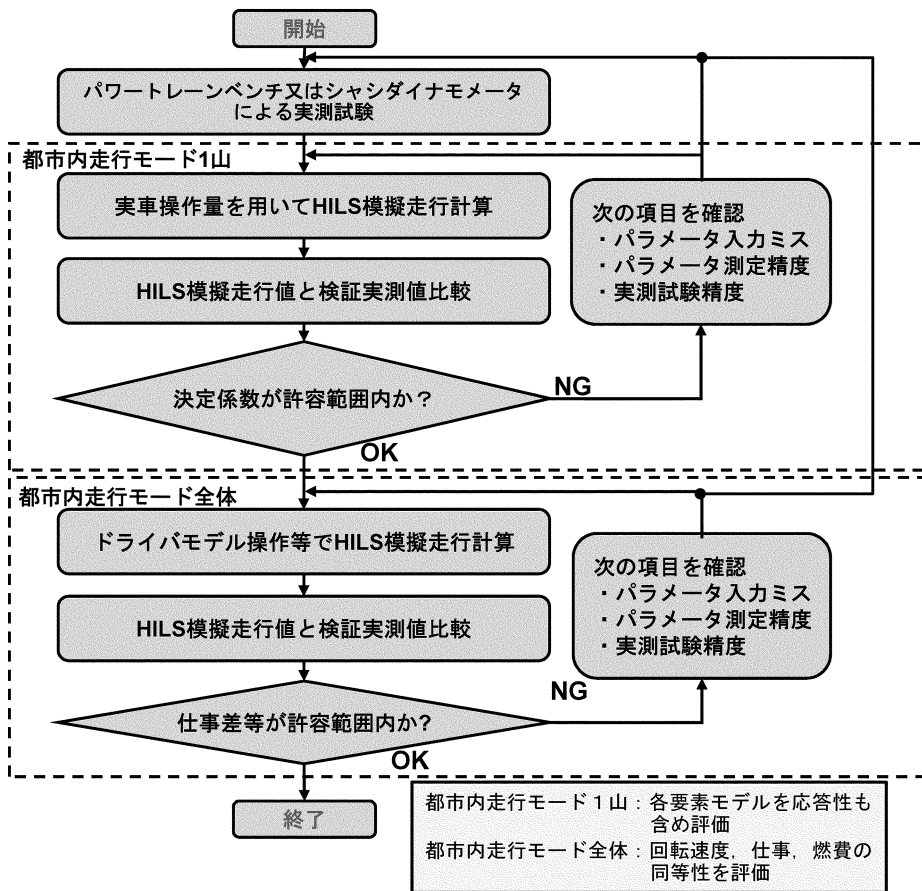 開始
パワートレーンベンチ又はシャシダイナモメータ
による実測試験
都市内走行モード1山
実車操作量を用いてHILS模擬走行計算
HILS模擬走行値と検証実測値比較
決定係数が許容範囲内か？
NG
OK
次の項目を確認
・パラメータ入力ミス
・パラメータ測定精度
・実測試験精度
都市内走行モード全体
ドライバモデル操作等でHILS模擬走行計算
HILS模擬走行値と検証実測値比較
仕事差等が許容範囲内か?
NG
OK
次の項目を確認
・パラメータ入力ミス
・パラメータ測定精度
・実測試験精度
終了
都市内走行モード１山：各要素モデルを応答性も
含め評価
都市内走行モード全体：回転速度，仕事，燃費の
同等性を評価